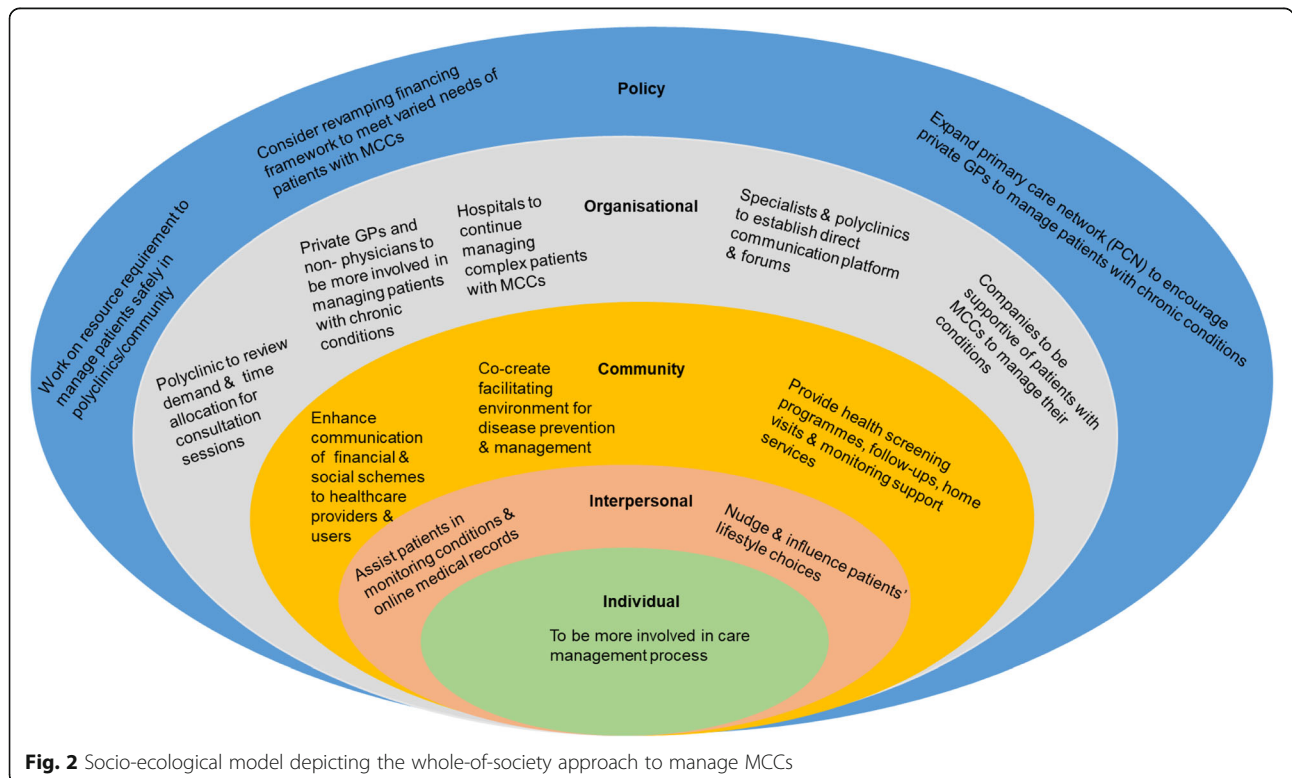 Policy
Consider revamping financing
framework to meet varied needs of
patients with MCCs
Work on resource requirement to
manage patients safely in
polyclinics/community
Expand primary care network (PCN) to encourage
private GPs to manage patients with chronic conditions
Organisational
Polyclinic to review
demand & time
allocation for
consultation
sessions
Private GPs and
non- physicians to
be more involved in
managing patients
with chronic
conditions
Hospitals to
continue
managing
complex patients
with MCCs
Specialists & polyclinics
to establish direct
communication platform
& forums
Companies to be
supportive of patients with
MCCs to manage their
conditions
Community
Enhance
communication
of financial &
social schemes
to healthcare
providers &
users
Co-create
facilitating
environment for
disease prevention
& management
Provide health screening
programmes, follow-ups, home
visits & monitoring support
services
Interpersonal
Assist patients in
monitoring conditions &
online medical records
Nudge & influence patients'
lifestyle choices
Individual
To be more involved in care
management process
Fig. 2 Socio-ecological model depicting the whole-of-society approach to manage MCCs